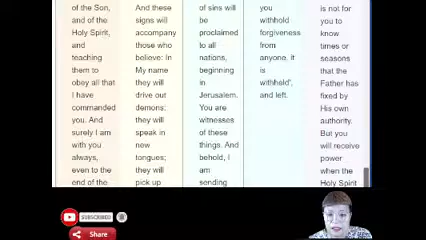 of the Son,
and of the
Holy Spirit,
and
teaching
them to
obey all that
I have
commanded
you. And
surely I am
with you
always,
even to the
end of the
And these
signs will
accompany
those who
believe: In
My name
they will
drive out
demons;
they will
speak in
new
tongues;
they will
pick up
of sins will
be
proclaimed
to all
nations,
beginning
in
Jerusalem.
You are
witnesses
of these
things. And
behold, I
am
sending
you
withhold
forgiveness
from
anyone, it
is
withheld',
and left.
is not for
you to
know
times or
seasons
that the
Father has
fixed by
His own
authority.
But you
will receive
power
when the
Holy Spirit
SUBSCRIBED
Share